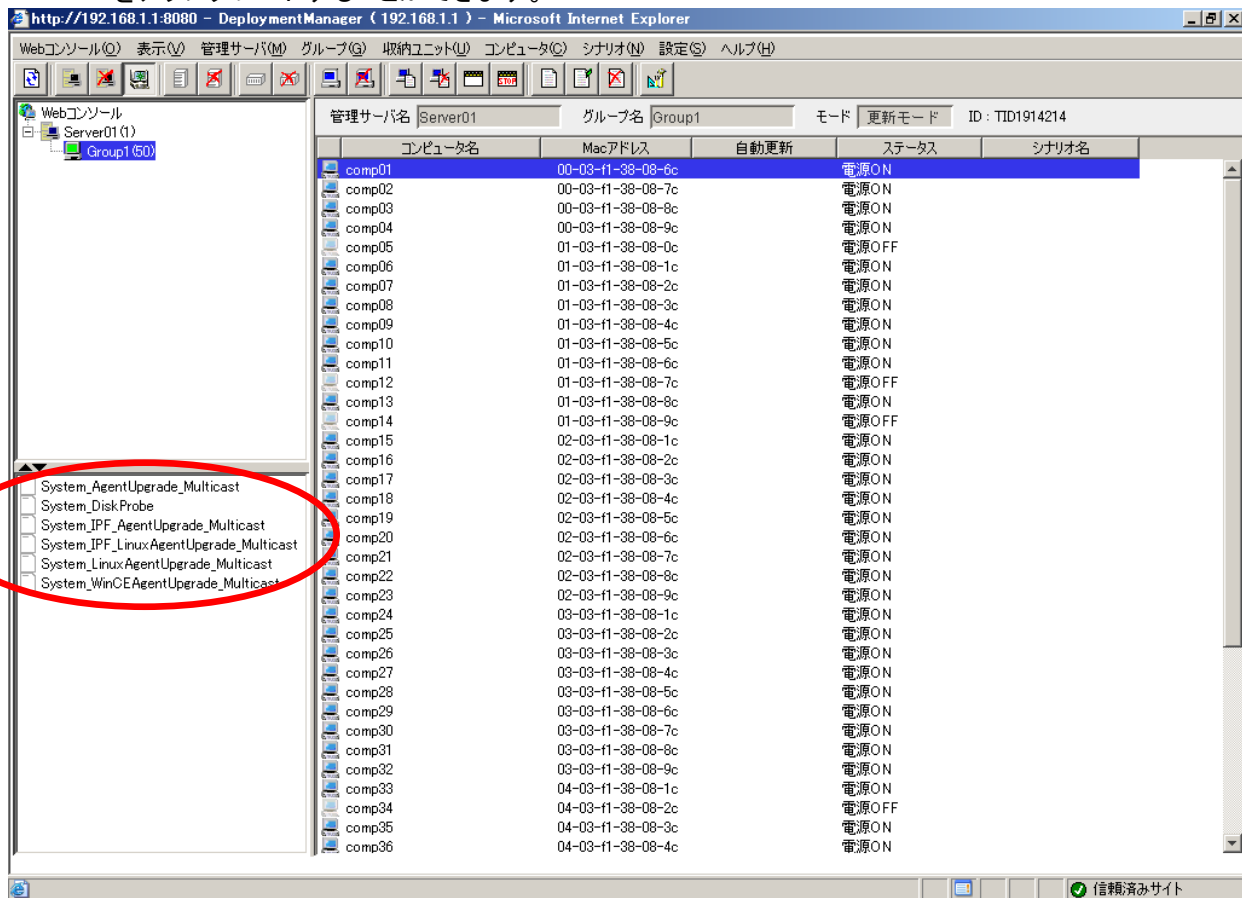 http://192.168.1.1:8080 - DeploymentManager ( 192.168.1.1 ) - Microsoft Internet Explorer
Webコンソール(O) 表示(V) 管理サーバ(M) グループ(G) 収納ユニット(U) コンピュータ(C) シナリオ(N) 設定(S) ヘルプ(H)
STOP
Webコンソール
Server01(1)
Group1(50)
管理サーバ名 Server01 グループ名 Group1 モード 更新モード ID : TID1914214
コンピュータ名 Macアドレス 自動更新 ステータス シナリオ名
comp01 00-03-f1-38-08-6c 電源ON
comp02 00-03-f1-38-08-7c 電源ON
comp03 00-03-f1-38-08-8c 電源ON
comp04 00-03-f1-38-08-9c 電源ON
comp05 01-03-f1-38-08-0c 電源OFF
comp06 01-03-f1-38-08-1c 電源ON
comp07 01-03-f1-38-08-2c 電源ON
comp08 01-03-f1-38-08-3c 電源ON
comp09 01-03-f1-38-08-4c 電源ON
comp10 01-03-f1-38-08-5c 電源ON
comp11 01-03-f1-38-08-6c 電源ON
comp12 01-03-f1-38-08-7c 電源OFF
comp13 01-03-f1-38-08-8c 電源ON
comp14 01-03-f1-38-08-9c 電源OFF
comp15 02-03-f1-38-08-1c 電源ON
comp16 02-03-f1-38-08-2c 電源ON
comp17 02-03-f1-38-08-3c 電源ON
comp18 02-03-f1-38-08-4c 電源ON
comp19 02-03-f1-38-08-5c 電源ON
comp20 02-03-f1-38-08-6c 電源ON
comp21 02-03-f1-38-08-7c 電源ON
comp22 02-03-f1-38-08-8c 電源ON
comp23 02-03-f1-38-08-9c 電源ON
comp24 03-03-f1-38-08-1c 電源ON
comp25 03-03-f1-38-08-2c 電源ON
comp26 03-03-f1-38-08-3c 電源ON
comp27 03-03-f1-38-08-4c 電源ON
comp28 03-03-f1-38-08-5c 電源ON
comp29 03-03-f1-38-08-6c 電源ON
comp30 03-03-f1-38-08-7c 電源ON
comp31 03-03-f1-38-08-8c 電源ON
comp32 03-03-f1-38-08-9c 電源ON
comp33 04-03-f1-38-08-1c 電源ON
comp34 04-03-f1-38-08-2c 電源OFF
comp35 04-03-f1-38-08-3c 電源ON
comp36 04-03-f1-38-08-4c 電源ON
System_AgentUpgrade_Multicast
System_DiskProbe
System_IPF_AgentUpgrade_Multicast
System_IPF_LinuxAgentUpgrade_Multicast
System_LinuxAgentUpgrade_Multicast
System_WinCEAgentUpgrade_Multicast
信頼済みサイト